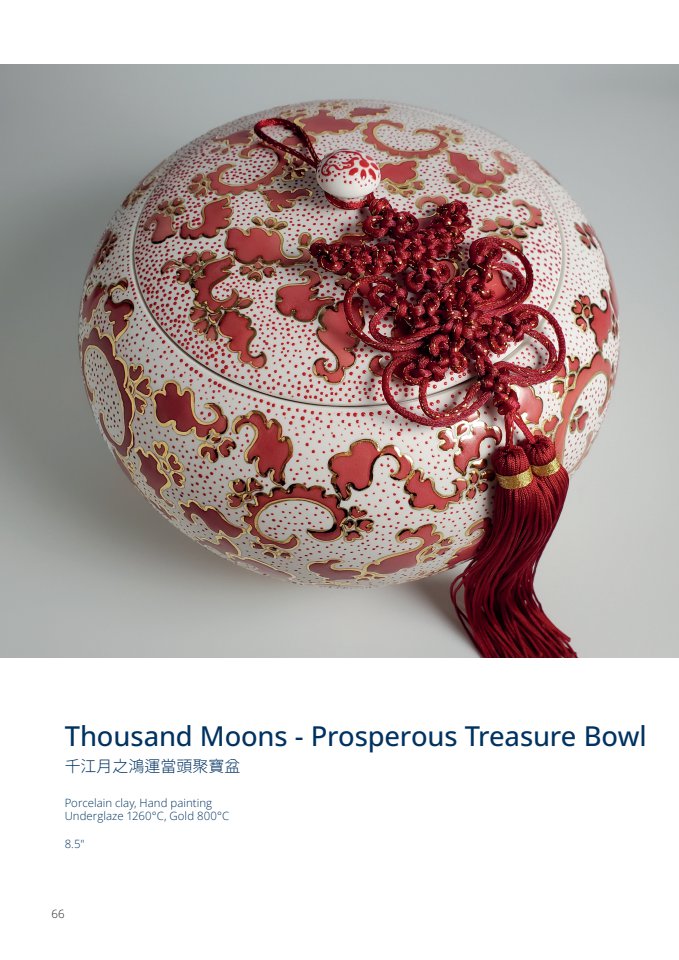 Thousand Moons - Prosperous Treasure Bowl
千江月之鴻運當頭聚寶盆
Porcelain clay, Hand painting
Underglaze 1260°C, Gold 800°C
8.5"
66